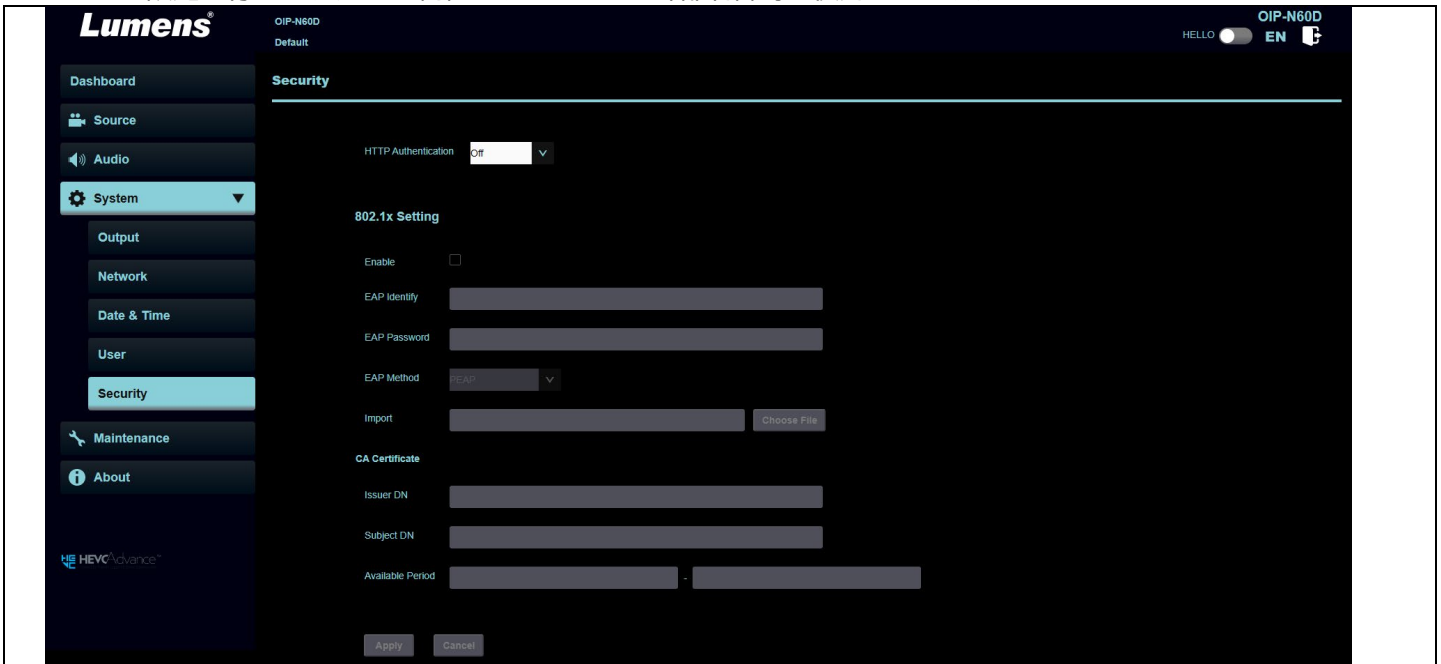 Lumens®
OIP-N60D
Default
OIP-N60D
HELLO
EN
Dashboard
Source
Audio
System
Output
Network
Date & Time
User
Security
Maintenance
About
HEVC Advance™
Security
HTTP Authentication
Off
802.1x Setting
Enable
EAP Identify
EAP Password
EAP Method
PEAP
Import
Choose File
CA Certificate
Issuer DN
Subject DN
Available Period
-
Apply
Cancel